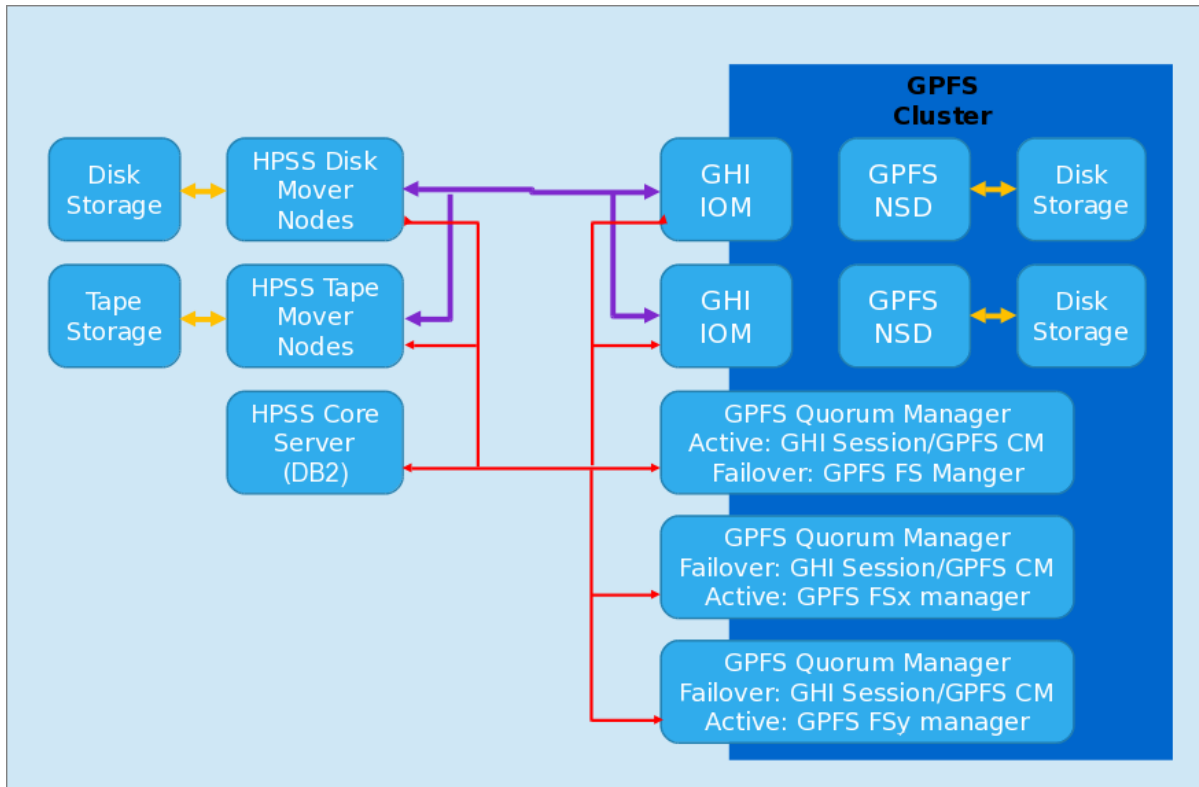 GPFS
Cluster
Disk
Storage
HPSS Disk
Mover
Nodes
GHI
IOM
GPFS
NSD
Disk
Storage
Tape
Storage
HPSS Tape
Mover
Nodes
GHI
IOM
GPFS
NSD
Disk
Storage
HPSS Core
Server
(DB2)
GPFS Quorum Manager
Active: GHI Session/GPFS CM
Failover: GPFS FS Manger
GPFS Quorum Manager
Failover: GHI Session/GPFS CM
Active: GPFS FSx manager
GPFS Quorum Manager
Failover: GHI Session/GPFS CM
Active: GPFS FSy manager